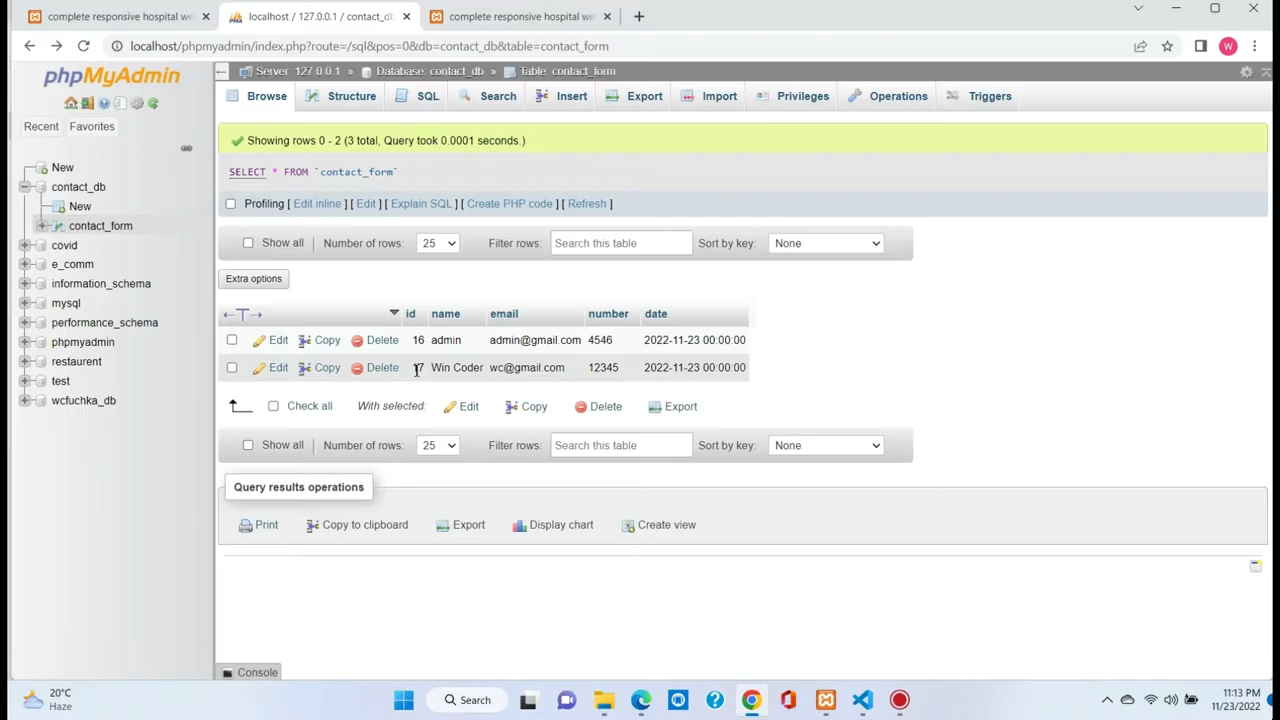 complete responsive hospital we
localhost / 127.0.0.1 / contact_db
complete responsive hospital we
localhost/phpmyadmin/index.php?route=/sql&pos=0&db=contact_db&table=contact_form
W
phpMyAdmin
Server: 127.0.0.1 » Database: contact_db » Table: contact_form
Browse Structure SQL Search Insert Export Import Privileges Operations Triggers
Recent Favorites
New
contact_db
New
contact_form
covid
e_comm
information_schema
mysql
performance_schema
phpmyadmin
restaurent
test
wcfuchka_db
Showing rows 0 - 2 (3 total, Query took 0.0001 seconds.)
SELECT * FROM `contact_form`
Profiling [ Edit inline ] [ Edit ] [ Explain SQL ] [ Create PHP code ] [ Refresh ]
Show all Number of rows: 25 Filter rows: Search this table Sort by key: None
Extra options
←T→ id name email number date
Edit Copy Delete 16 admin admin@gmail.com 4546 2022-11-23 00:00:00
Edit Copy Delete 17 Win Coder wc@gmail.com 12345 2022-11-23 00:00:00
Check all With selected: Edit Copy Delete Export
Show all Number of rows: 25 Filter rows: Search this table Sort by key: None
Query results operations
Print Copy to clipboard Export Display chart Create view
Console
20°C
Haze
Search
11:13 PM
11/23/2022